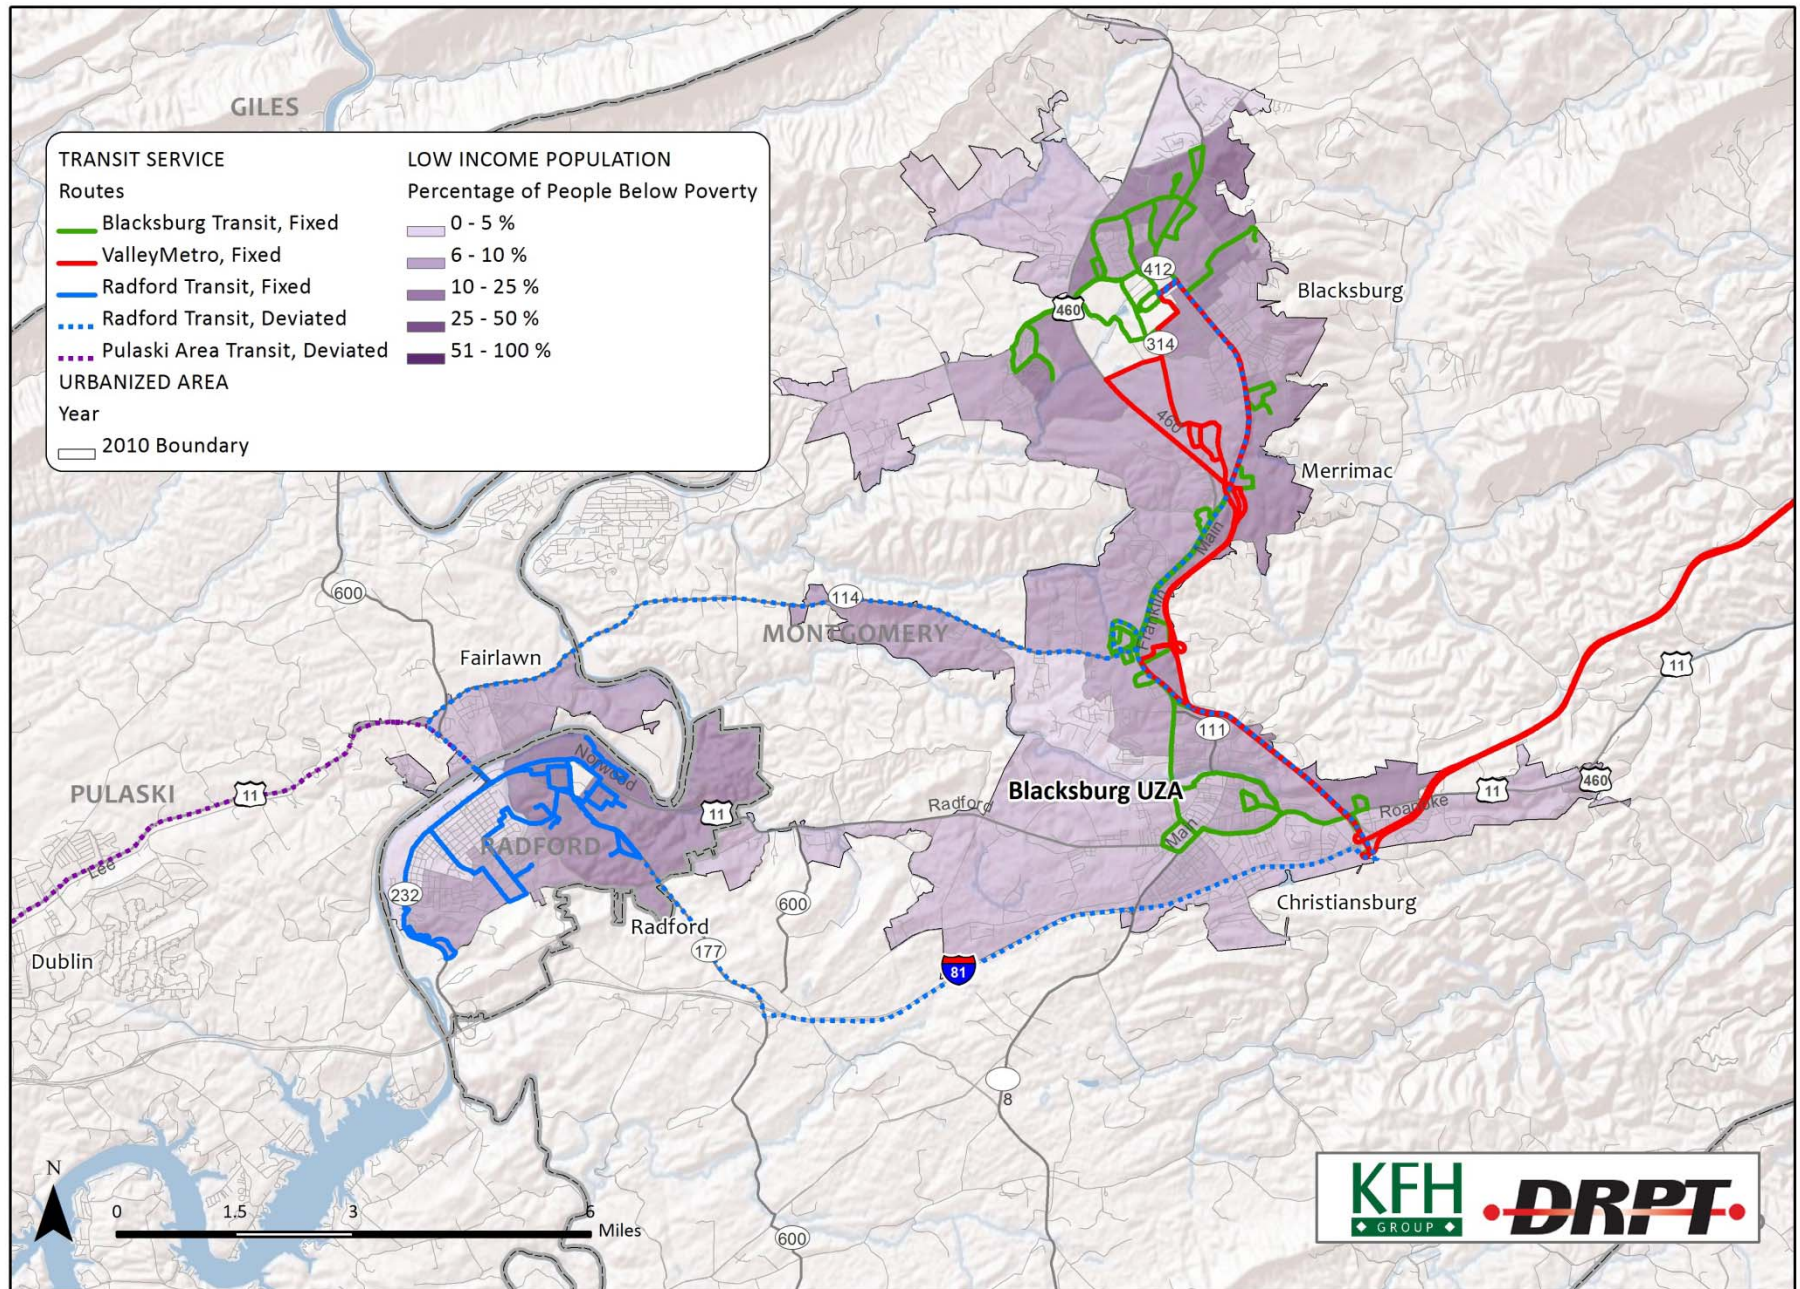 GILES
TRANSIT SERVICE
Routes
Blacksburg Transit, Fixed
ValleyMetro, Fixed
Radford Transit, Fixed
Radford Transit, Deviated
Pulaski Area Transit, Deviated
URBANIZED AREA
Year
2010 Boundary
LOW INCOME POPULATION
Percentage of People Below Poverty
0 - 5 %
6 - 10 %
10 - 25 %
25 - 50 %
51 - 100 %
412
460
Blacksburg
314
460
Merrimac
Main
600
114
Franklin
MONTGOMERY
Fairlawn
11
111
Norwood
PULASKI
11
Blacksburg UZA
Radford
11
460
11
Roanoke
Main
RADFORD
Lee
232
600
Christiansburg
Radford
177
Dublin
81
8
N
0
1.5
3
6
Miles
600
KFH
GROUP
DRPT